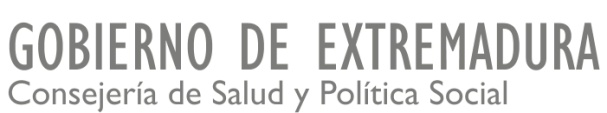 GOBIERNO DE EXTREMADURA
Consejería de Salud y Política Social